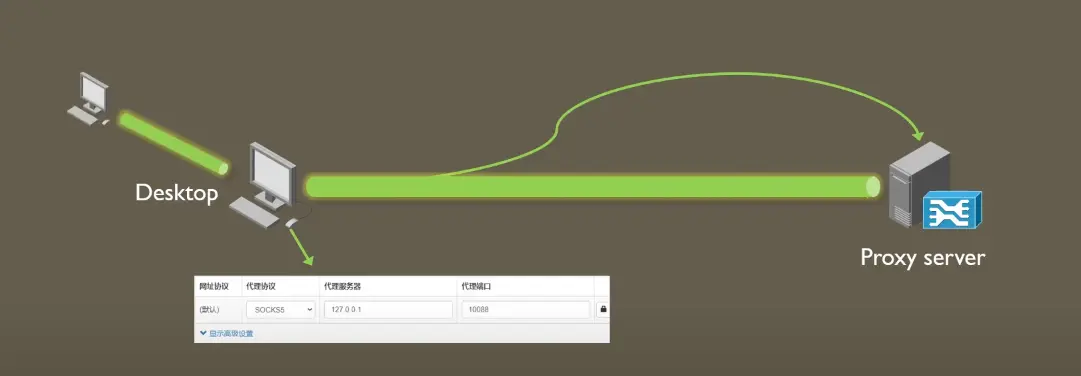 Desktop
Proxy server
网址协议 代理协议 代理服务器 代理端口
(默认) SOCKS5 127.0.0.1 10088
显示高级设置